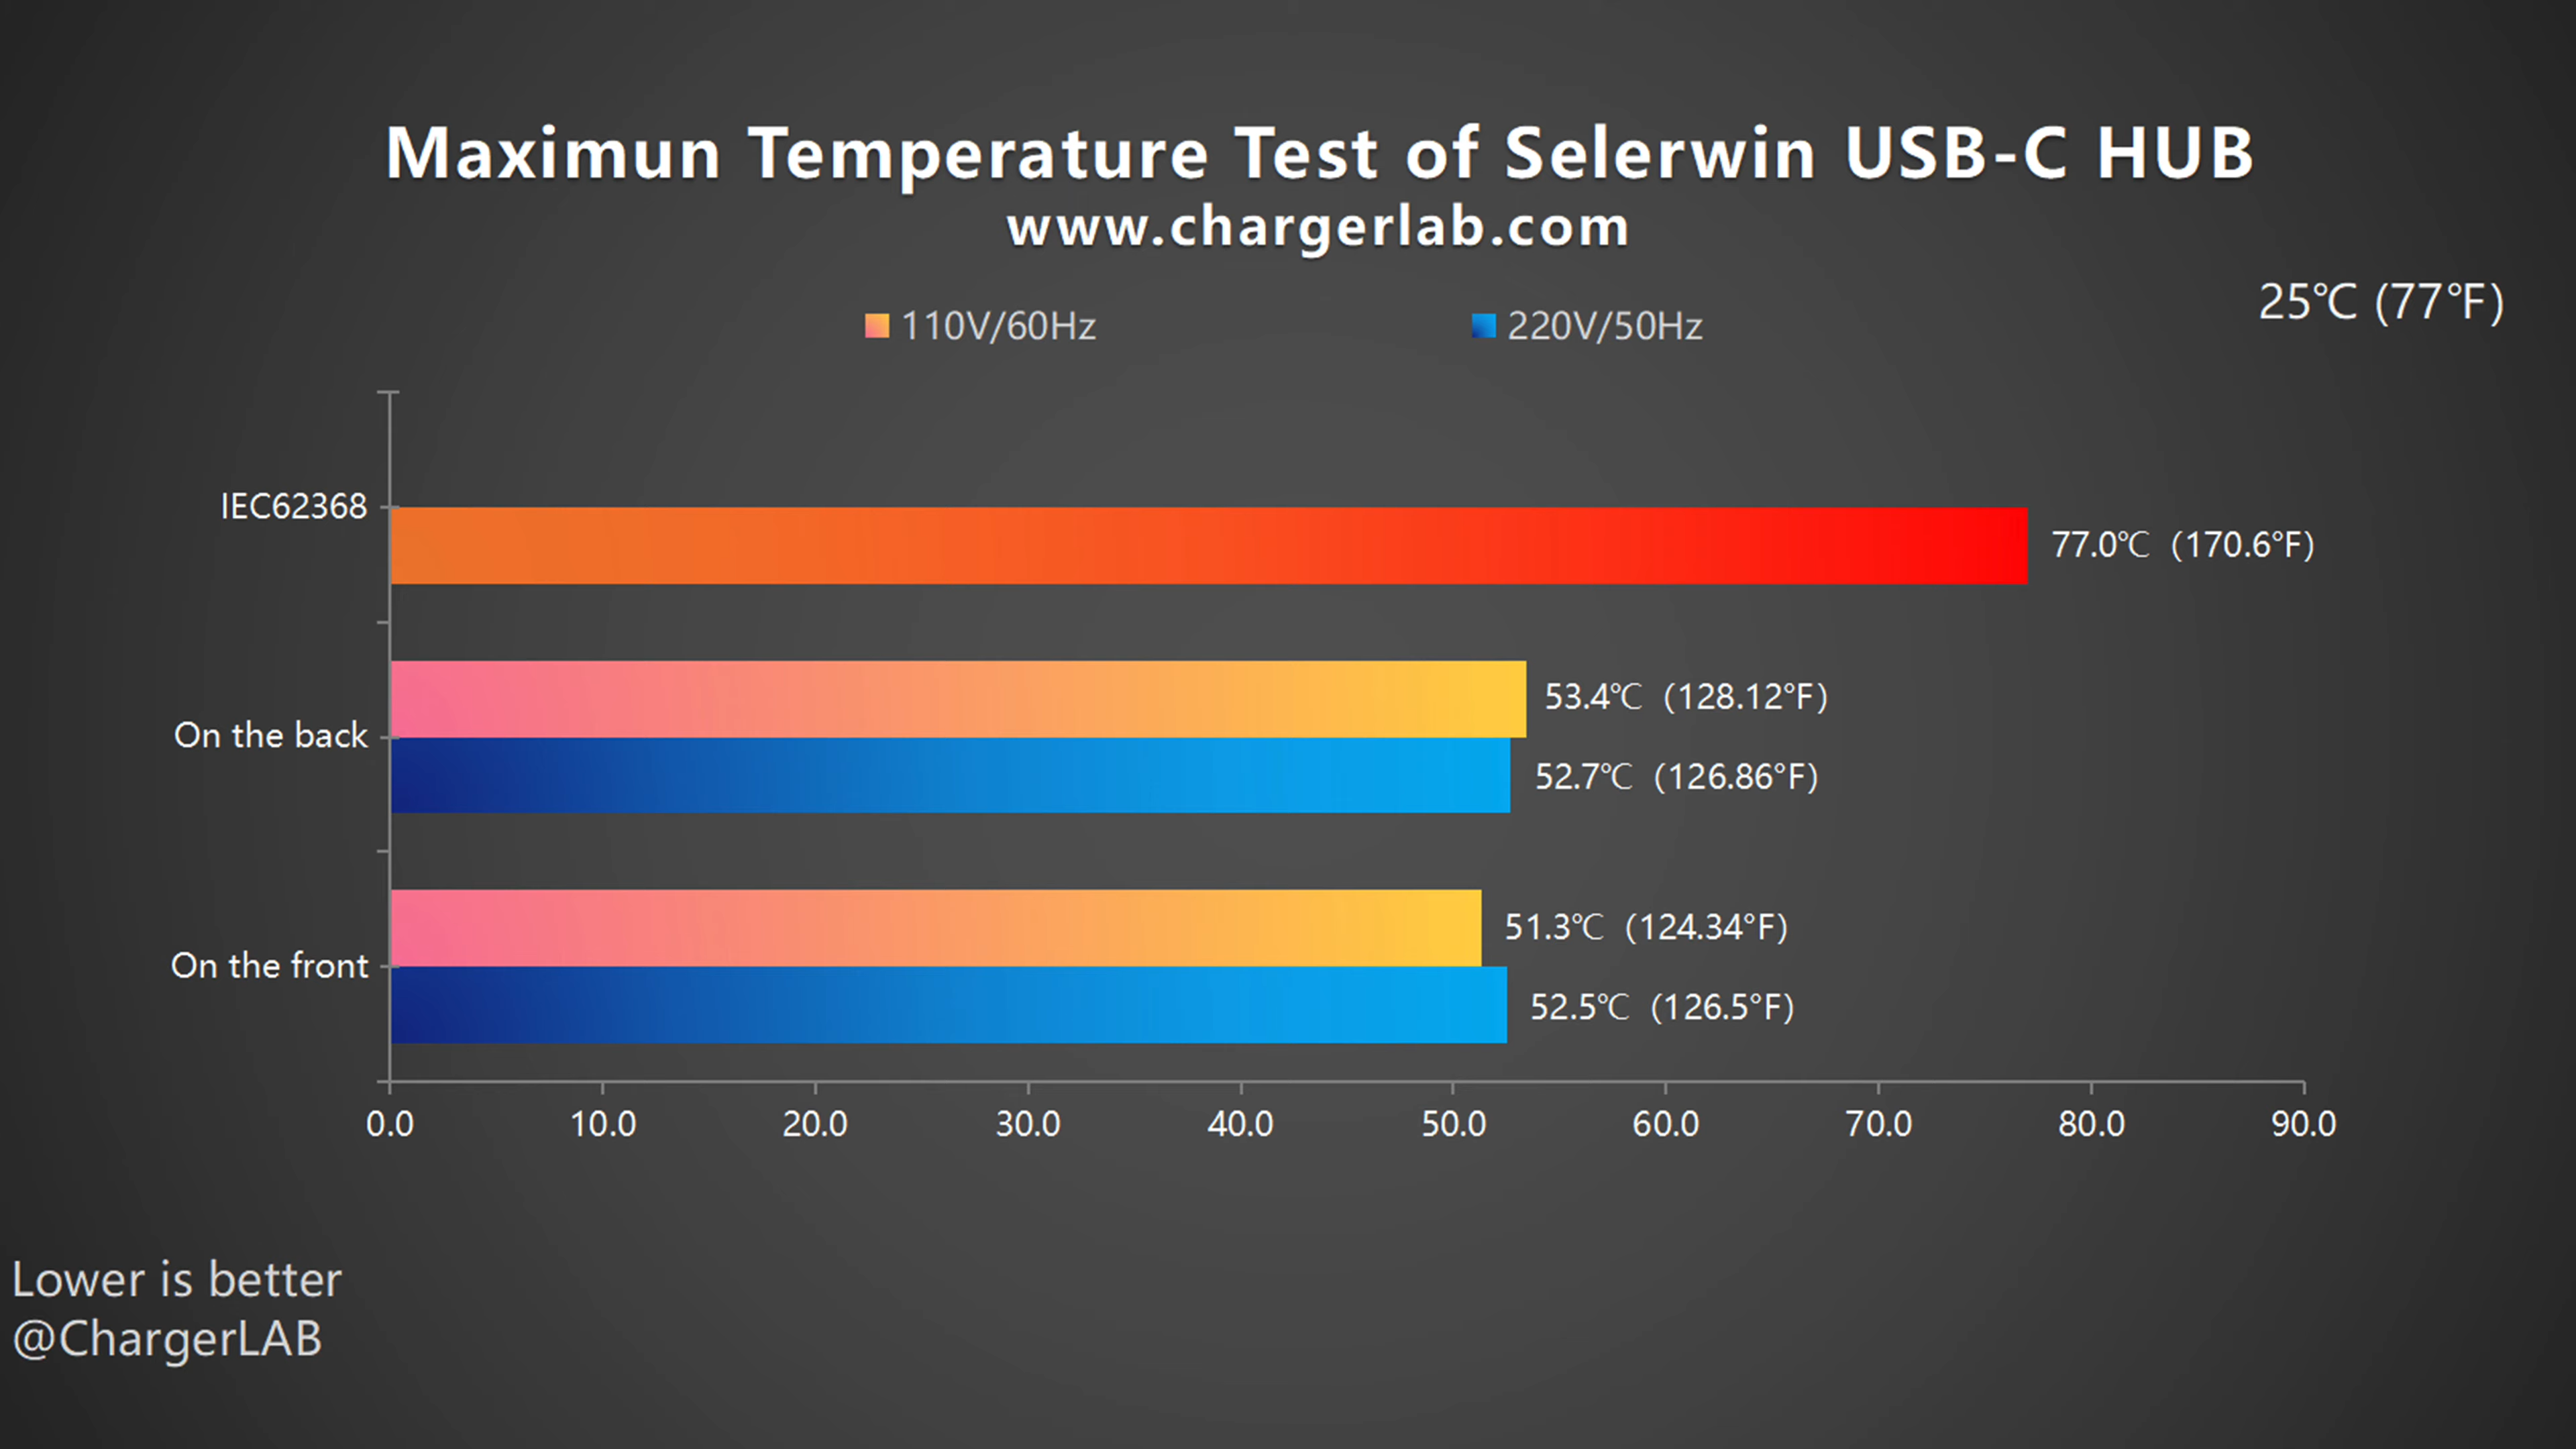 Maximun Temperature Test of Selerwin USB-C HUB
www.chargerlab.com
25℃ (77℉)
110V/60Hz
220V/50Hz
IEC62368
77.0℃ (170.6°F)
On the back
53.4℃ (128.12°F)
52.7℃ (126.86°F)
On the front
51.3℃ (124.34°F)
52.5℃ (126.5°F)
0.0 10.0 20.0 30.0 40.0 50.0 60.0 70.0 80.0 90.0
Lower is better
@ChargerLAB